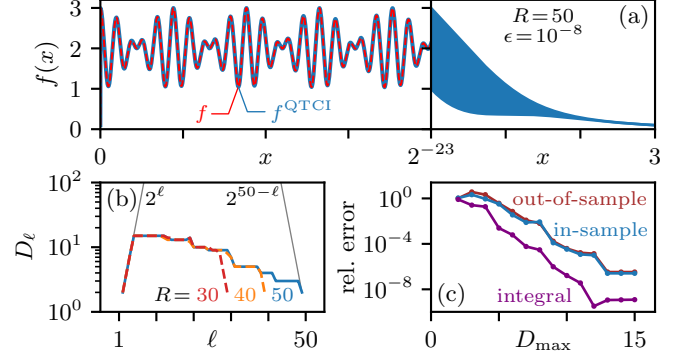 3
2
1
0
f(x)
f
f^QTCI
R = 50
ϵ = 10^−8
(a)
0
x
2^−23
x
3
10^2
10^1
10^0
D_ℓ
(b)
2^ℓ
2^{50−ℓ}
R = 30
40
50
1
ℓ
50
10^0
10^−4
10^−8
rel. error
out-of-sample
in-sample
integral
(c)
0
D_max
15